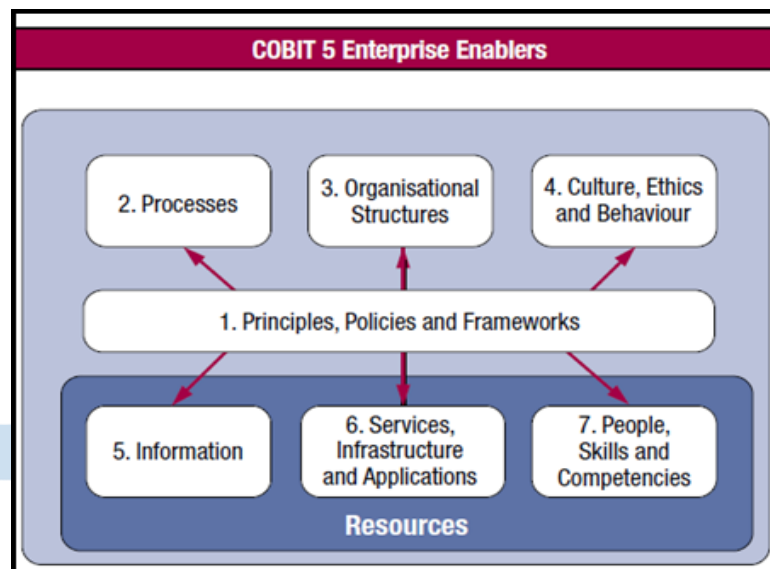 COBIT 5 Enterprise Enablers
2. Processes
3. Organisational
Structures
4. Culture, Ethics
and Behaviour
1. Principles, Policies and Frameworks
5. Information
6. Services,
Infrastructure
and Applications
7. People,
Skills and
Competencies
Resources